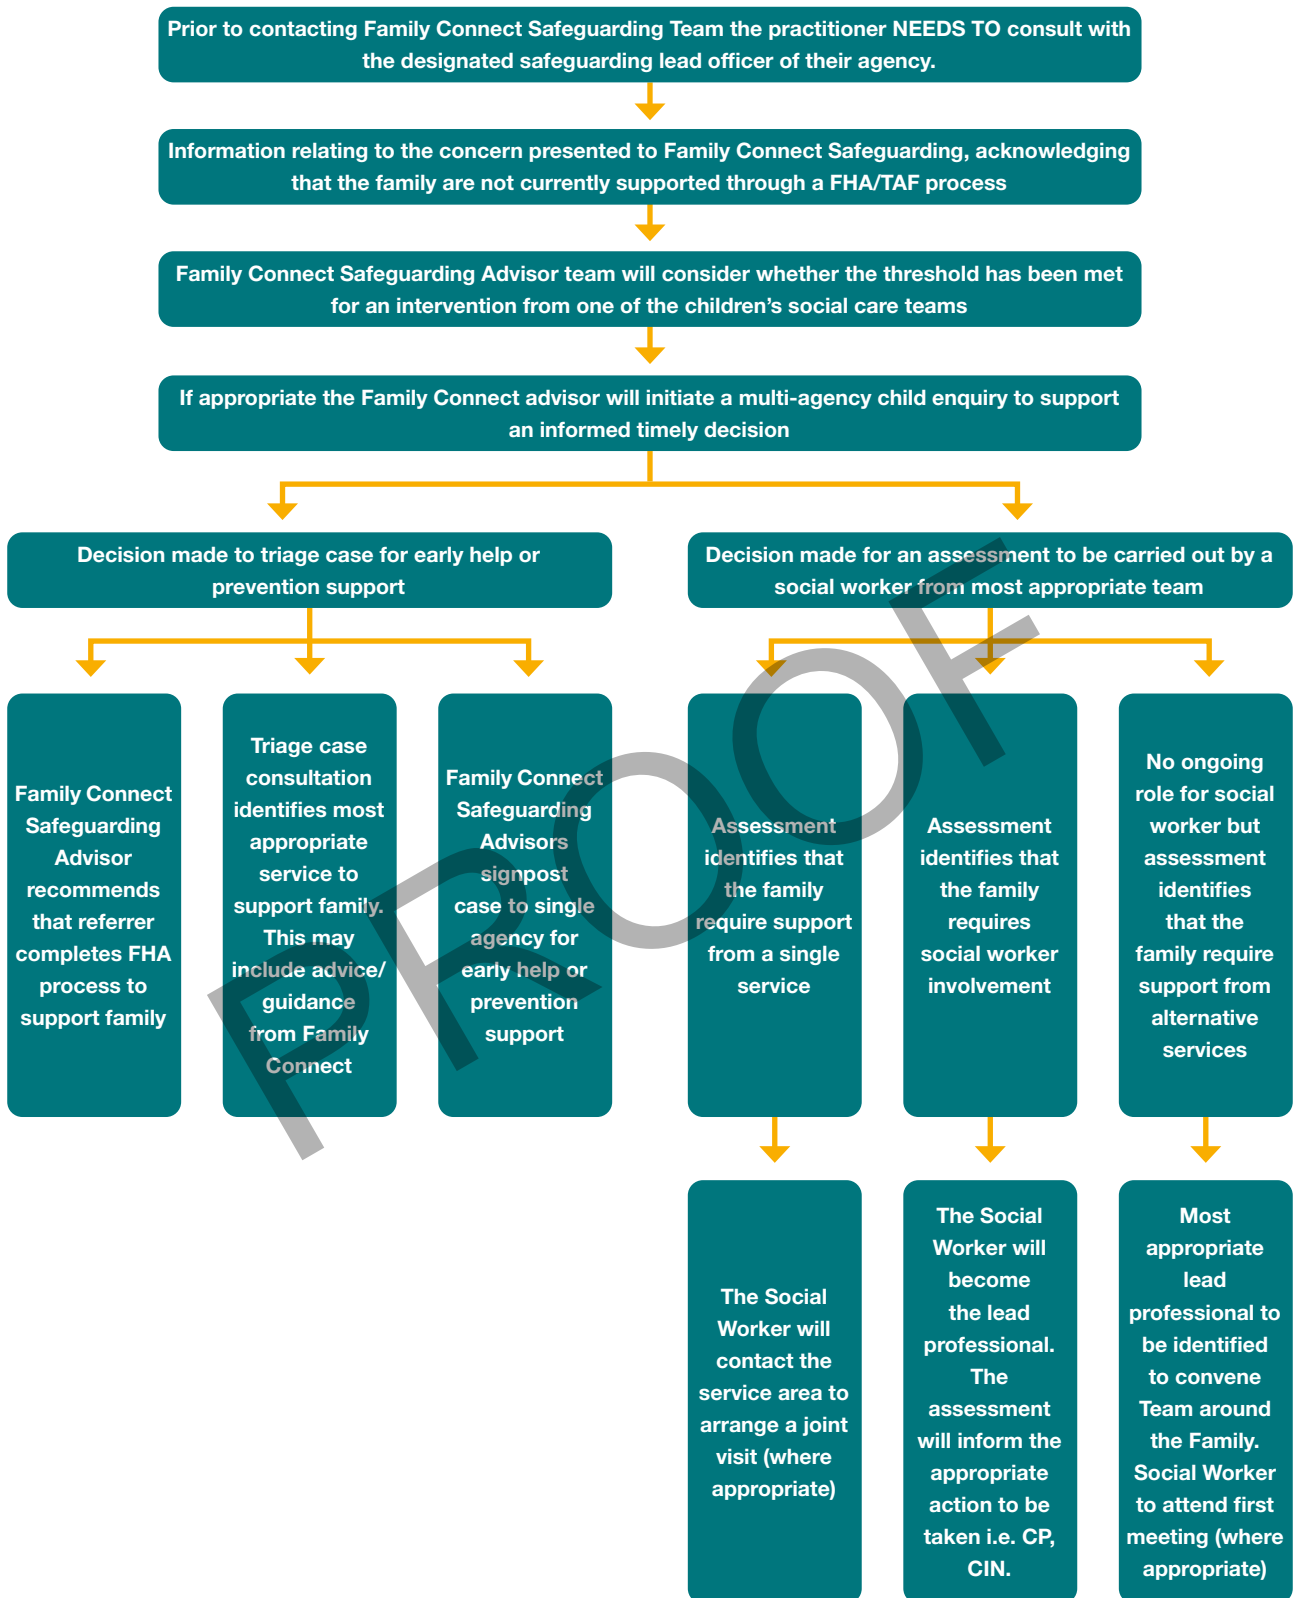 Prior to contacting Family Connect Safeguarding Team the practitioner NEEDS TO consult with
the designated safeguarding lead officer of their agency.
Information relating to the concern presented to Family Connect Safeguarding, acknowledging
that the family are not currently supported through a FHA/TAF process
Family Connect Safeguarding Advisor team will consider whether the threshold has been met
for an intervention from one of the children's social care teams
If appropriate the Family Connect advisor will initiate a multi-agency child enquiry to support
an informed timely decision
Decision made to triage case for early help or
prevention support
Decision made for an assessment to be carried out by a
social worker from most appropriate team
Family Connect
Safeguarding
Advisor
recommends
that referrer
completes FHA
process to
support family
Triage case
consultation
identifies most
appropriate
service to
support family.
This may
include advice/
guidance
from Family
Connect
Family Connect
Safeguarding
Advisors
signpost
case to single
agency for
early help or
prevention
support
Assessment
identifies that
the family
require support
from a single
service
Assessment
identifies that
the family
requires
social worker
involvement
No ongoing
role for social
worker but
assessment
identifies
that the
family require
support from
alternative
services
The Social
Worker will
contact the
service area to
arrange a joint
visit (where
appropriate)
The Social
Worker will
become
the lead
professional.
The
assessment
will inform the
appropriate
action to be
taken i.e. CP,
CIN.
Most
appropriate
lead
professional to
be identified
to convene
Team around
the Family.
Social Worker
to attend first
meeting (where
appropriate)
PROOF